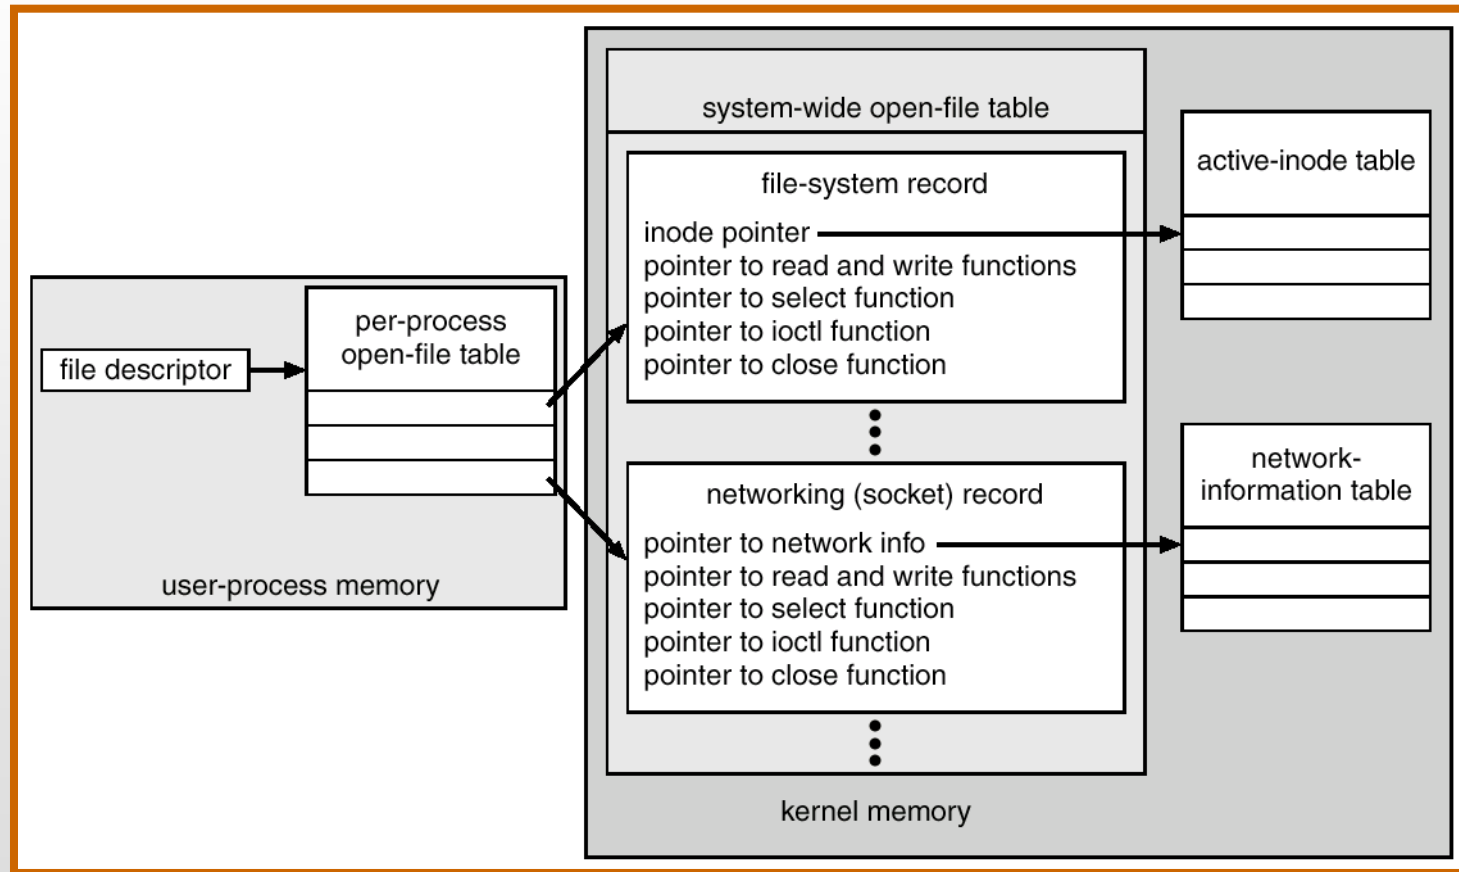 file descriptor
per-process
open-file table
user-process memory
system-wide open-file table
file-system record
inode pointer
pointer to read and write functions
pointer to select function
pointer to ioctl function
pointer to close function
networking (socket) record
pointer to network info
pointer to read and write functions
pointer to select function
pointer to ioctl function
pointer to close function
kernel memory
active-inode table
network-
information table